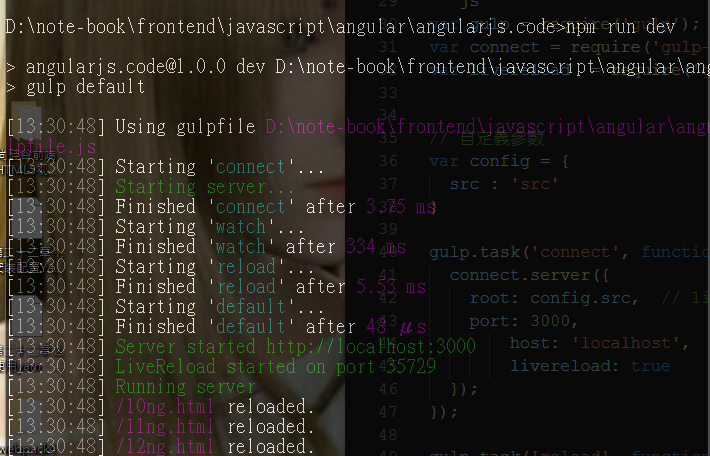 D:\note-book\frontend\javascript\angular\angularjs.code>npm run dev
> angularjs.code@1.0.0 dev D:\note-book\frontend\javascript\angular\ang
> gulp default
[13:30:48] Using gulpfile D:\note-book\frontend\javascript\angular\ang
lpfile.js
[13:30:48] Starting 'connect'...
[13:30:48] Starting server...
[13:30:48] Finished 'connect' after 3.75 ms
[13:30:48] Starting 'watch'...
[13:30:48] Finished 'watch' after 334 ms
[13:30:48] Starting 'reload'...
[13:30:48] Finished 'reload' after 5.53 ms
[13:30:48] Starting 'default'...
[13:30:48] Finished 'default' after 48 μs
[13:30:48] Server started http://localhost:3000
[13:30:48] LiveReload started on port 35729
[13:30:48] Running server
[13:30:48] /10ng.html reloaded.
[13:30:48] /11ng.html reloaded.
[13:30:48] /12ng.html reloaded.
29 js
30 var gulp = require('gulp');
31 var connect = require('gulp-
32 require(
33
35 // 自定義參數
36 var config = {
37 src : 'src'
38 }
39
40 gulp.task('connect', function
41 connect.server({
42 root: config.src, // li
43 port: 3000,
44 host: 'localhost',
45 livereload: true
46 });
47 });
48
gulp.task('reload', function